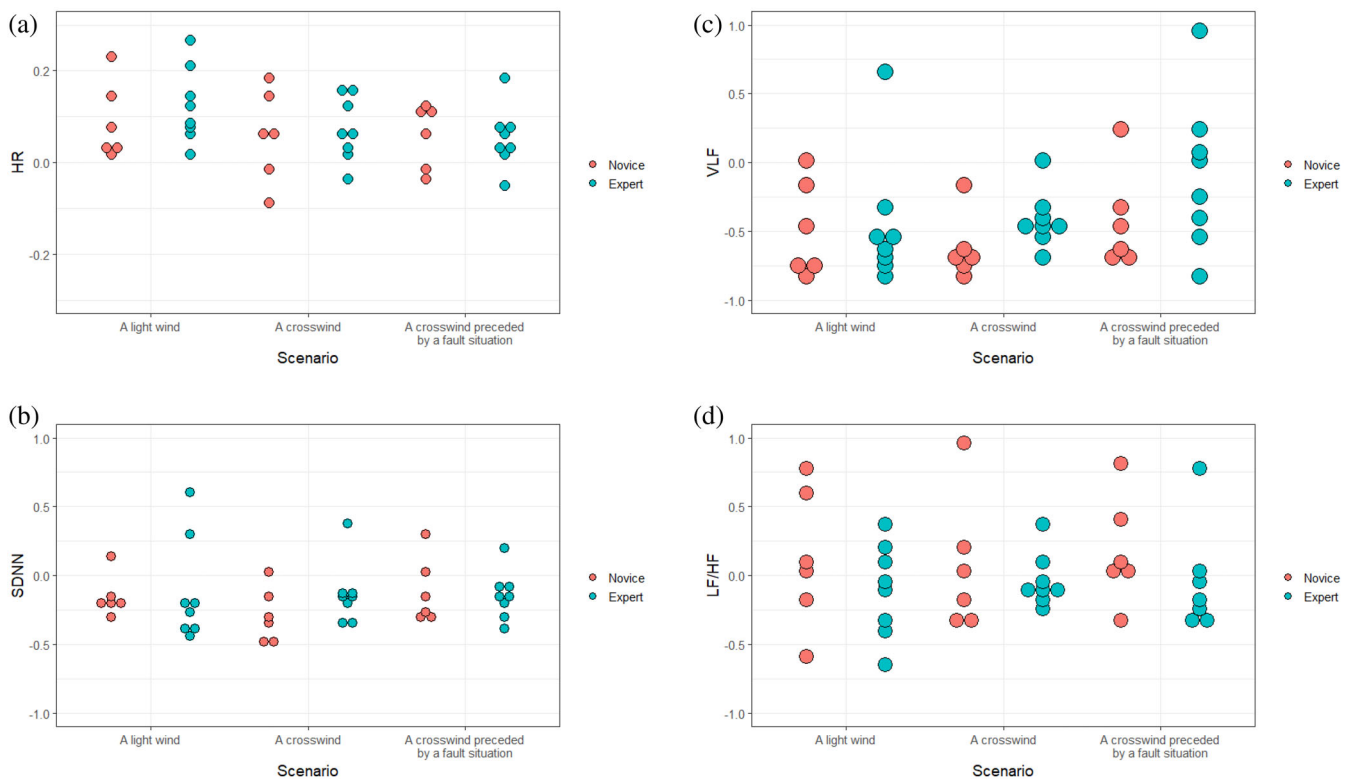 (a)
HR
0.2
0.0
-0.2
A light wind
A crosswind
A crosswind preceded
by a fault situation
Scenario
Novice
Expert
(c)
VLF
1.0
0.5
0.0
-0.5
-1.0
A light wind
A crosswind
A crosswind preceded
by a fault situation
Scenario
Novice
Expert
(b)
SDNN
1.0
0.5
0.0
-0.5
-1.0
A light wind
A crosswind
A crosswind preceded
by a fault situation
Scenario
Novice
Expert
(d)
LF/HF
1.0
0.5
0.0
-0.5
-1.0
A light wind
A crosswind
A crosswind preceded
by a fault situation
Scenario
Novice
Expert